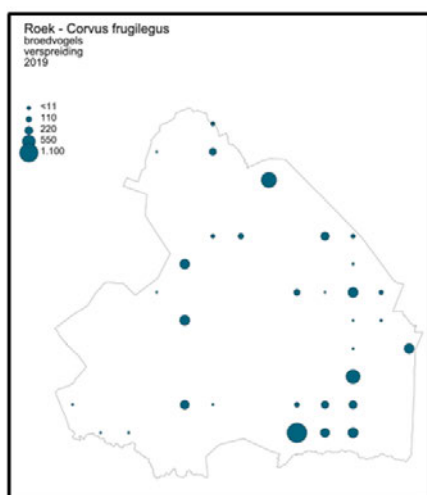 Roek - Corvus frugilegus
broedvogels
verspreiding
2019
<11
110
220
550
1.100